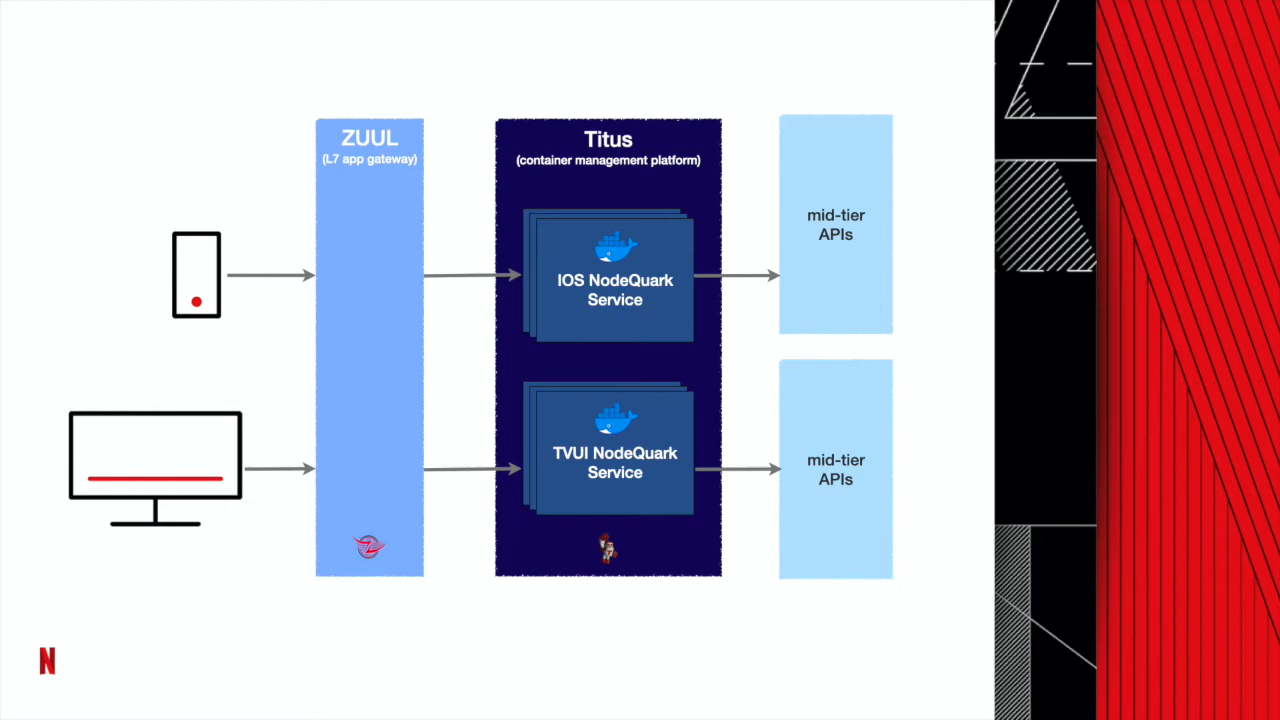 ZUUL
(L7 app gateway)
Titus
(container management platform)
IOS NodeQuark
Service
mid-tier
APIs
TVUI NodeQuark
Service
mid-tier
APIs
N